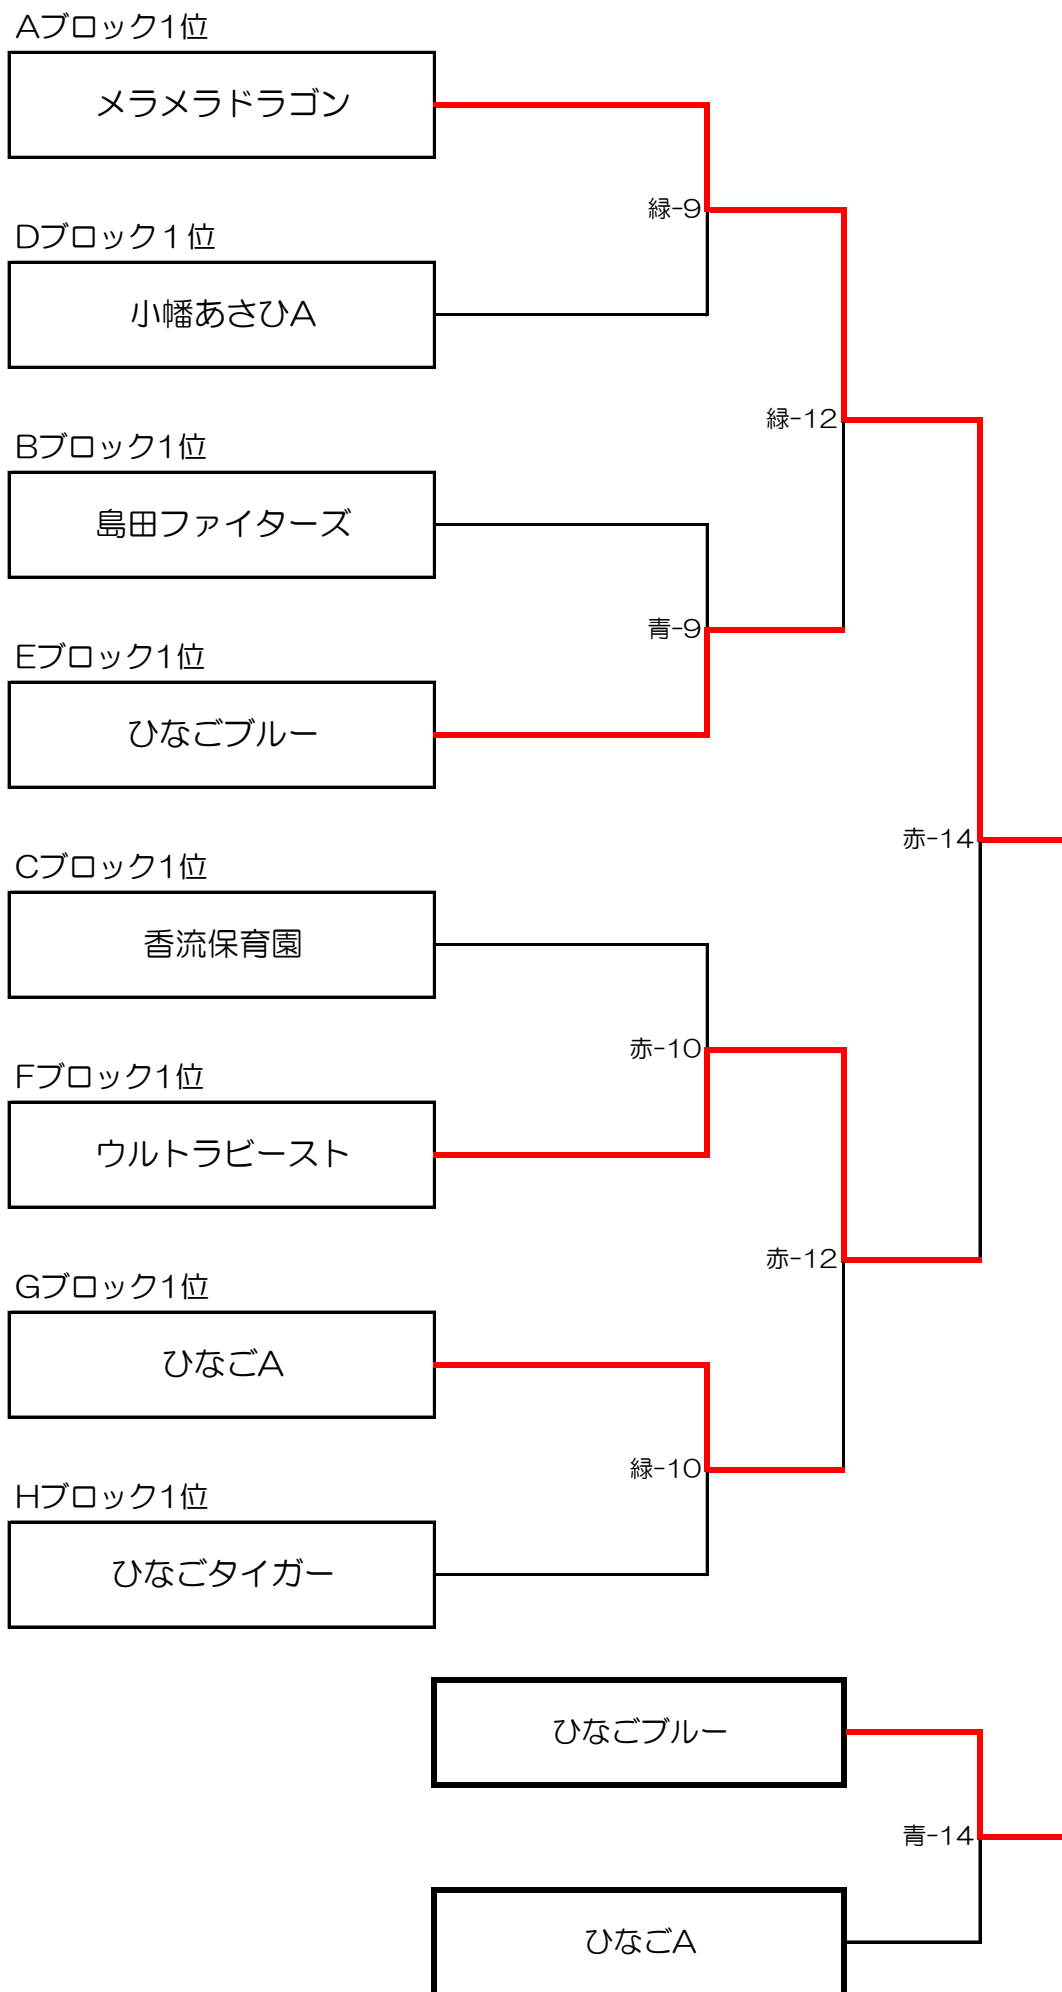 Aブロック1位
メラメラドラゴン
緑-9
Dブロック１位
小幡あさひA
緑-12
Bブロック1位
島田ファイターズ
青-9
Eブロック1位
ひなごブルー
赤-14
Cブロック1位
香流保育園
赤-10
Fブロック1位
ウルトラビースト
赤-12
Gブロック1位
ひなごA
緑-10
Hブロック1位
ひなごタイガー
ひなごブルー
青-14
ひなごA